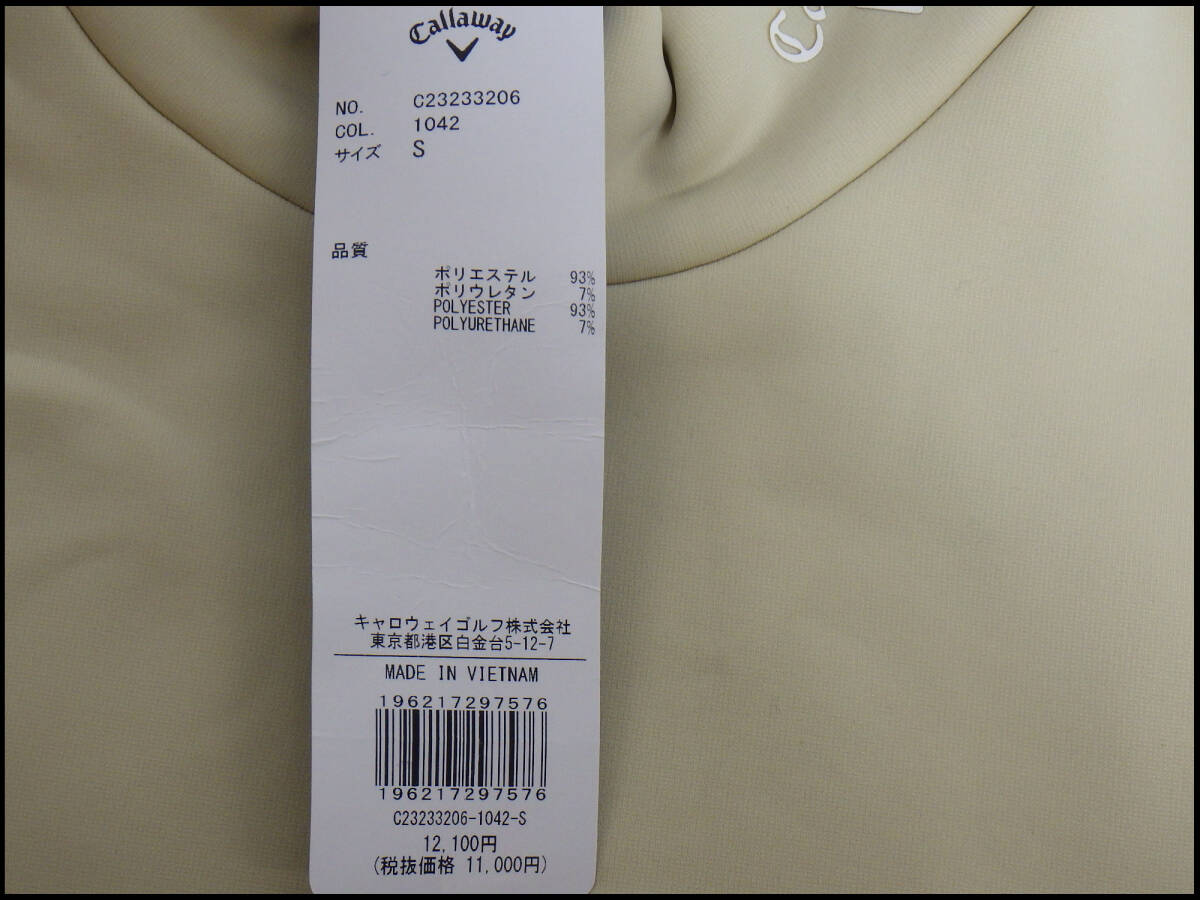 Callaway
NO. C23233206
COL. 1042
サイズ S
品質
ポリエステル 93%
ポリウレタン 7%
POLYESTER 93%
POLYURETHANE 7%
キャロウェイゴルフ株式会社
東京都港区白金台5-12-7
MADE IN VIETNAM
196217297576
196217297576
C23233206-1042-S
12,100円
(税抜価格 11,000円)